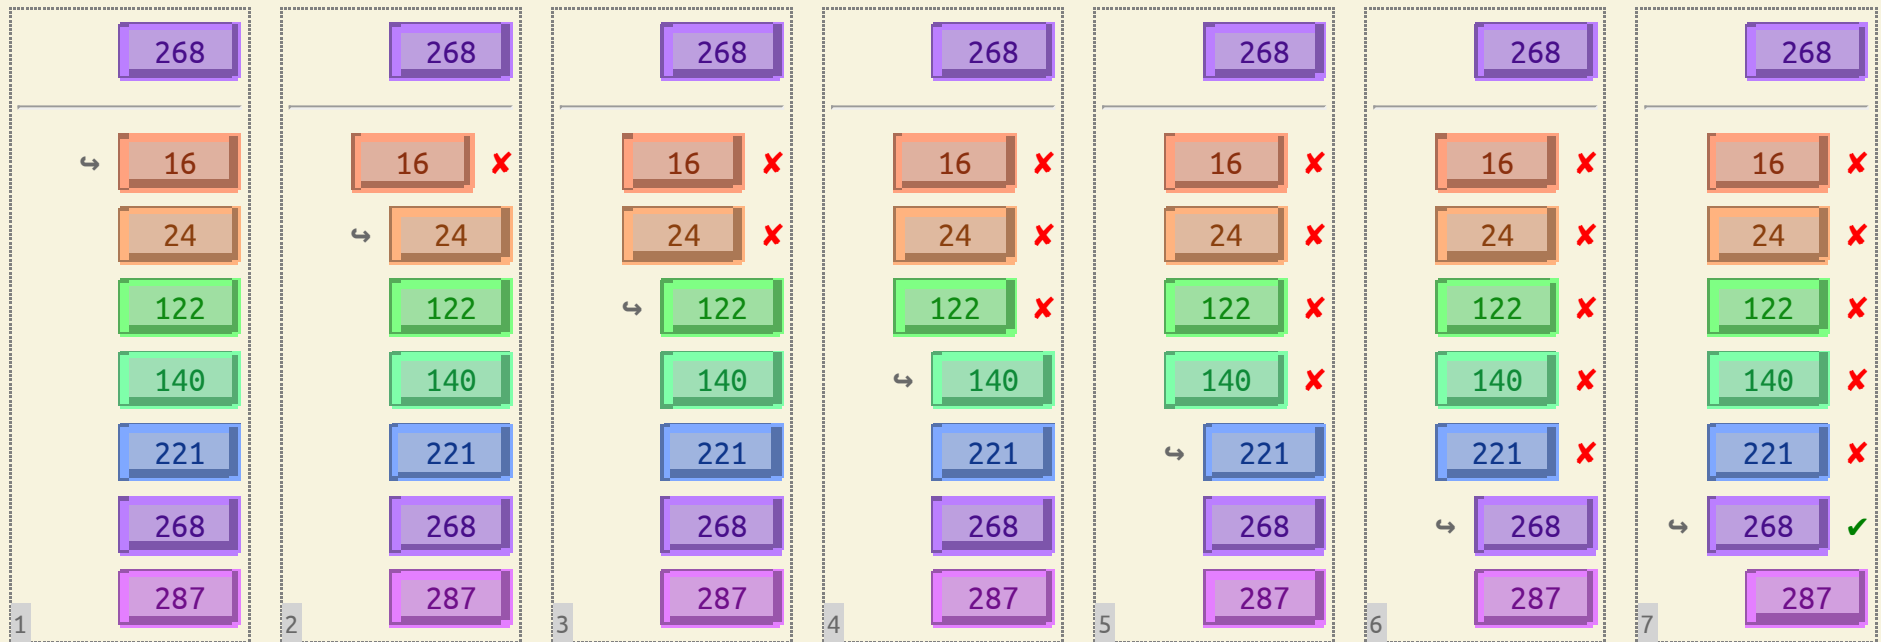 268 268 268 268 268 268 268
↪ 16 16 ✘ 16 ✘ 16 ✘ 16 ✘ 16 ✘ 16 ✘
24 ↪ 24 24 ✘ 24 ✘ 24 ✘ 24 ✘ 24 ✘
122 122 ↪ 122 122 ✘ 122 ✘ 122 ✘ 122 ✘
140 140 140 ↪ 140 140 ✘ 140 ✘ 140 ✘
221 221 221 221 ↪ 221 221 ✘ 221 ✘
268 268 268 268 268 ↪ 268 ↪ 268 ✔
287 287 287 287 287 287 287
1 2 3 4 5 6 7